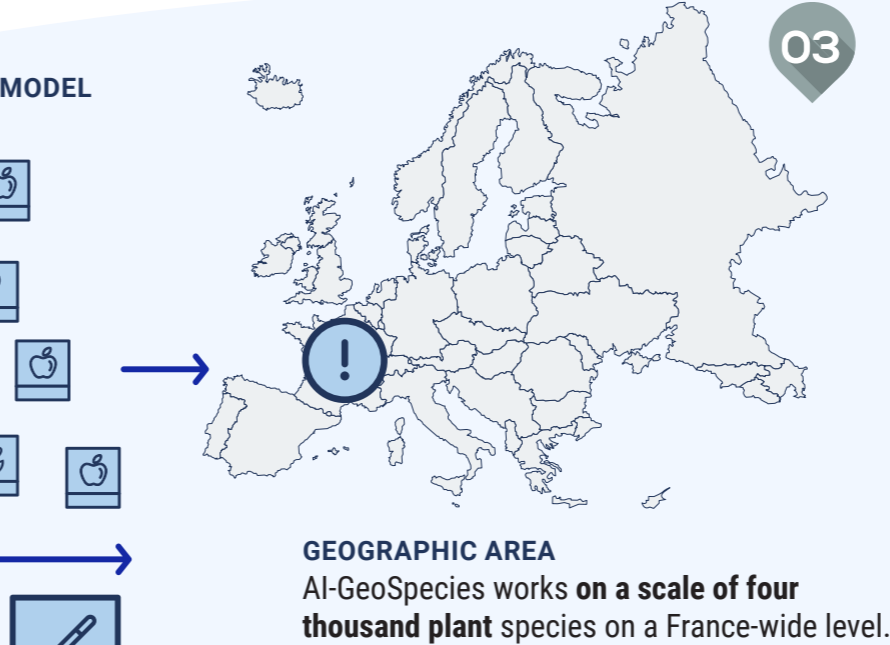 03
MODEL
GEOGRAPHIC AREA
AI-GeoSpecies works on a scale of four
thousand plant species on a France-wide level.